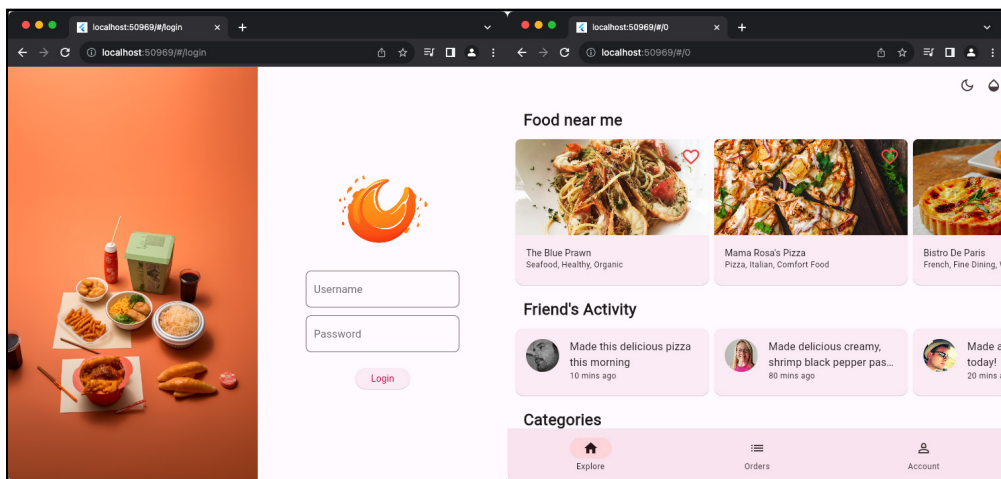 localhost:50969/#/login
localhost:50969/#/login
Username
Password
Login
localhost:50969/#/0
localhost:50969/#/0
Food near me
The Blue Prawn
Seafood, Healthy, Organic
Mama Rosa's Pizza
Pizza, Italian, Comfort Food
Bistro De Paris
French, Fine Dining,
Friend's Activity
Made this delicious pizza
this morning
10 mins ago
Made delicious creamy,
shrimp black pepper pas...
80 mins ago
Made a
today!
20 mins
Categories
Explore
Orders
Account